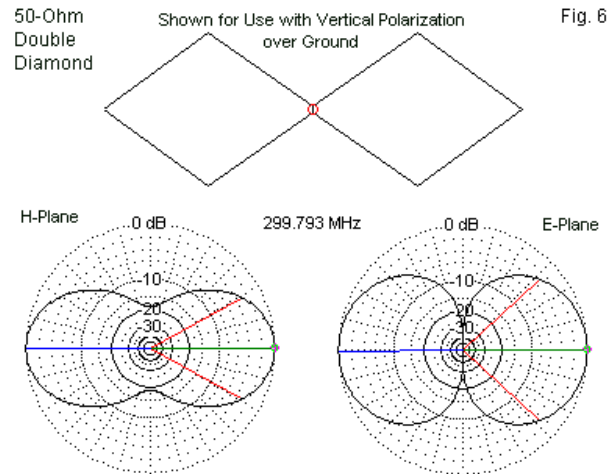 50-Ohm
Double
Diamond
Shown for Use with Vertical Polarization
over Ground
Fig. 6
H-Plane
0 dB
299.793 MHz
0 dB
E-Plane
-10
-20
-30
-10
-20
-30